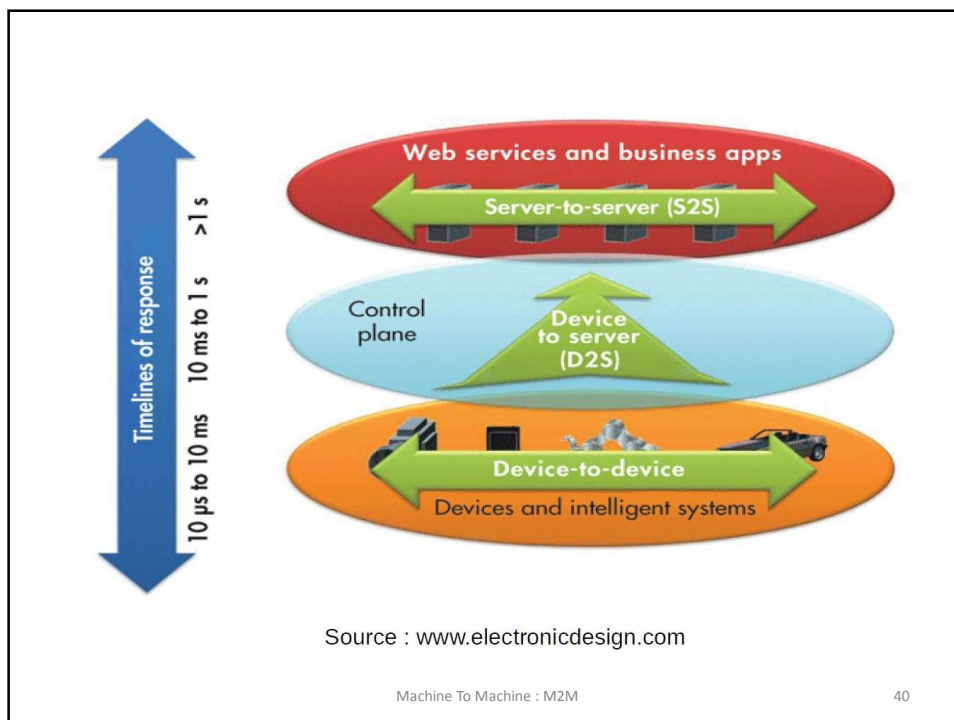 Timelines of response
>1 s
10 ms to 1 s
10 µs to 10 ms
Web services and business apps
Server-to-server (S2S)
Control
plane
Device
to server
(D2S)
Device-to-device
Devices and intelligent systems
Source : www.electronicdesign.com
Machine To Machine : M2M
40